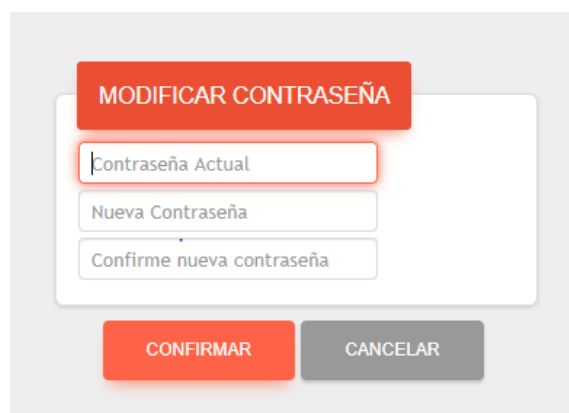 MODIFICAR CONTRASEÑA
Contraseña Actual
Nueva Contraseña
Confirme nueva contraseña
CONFIRMAR CANCELAR